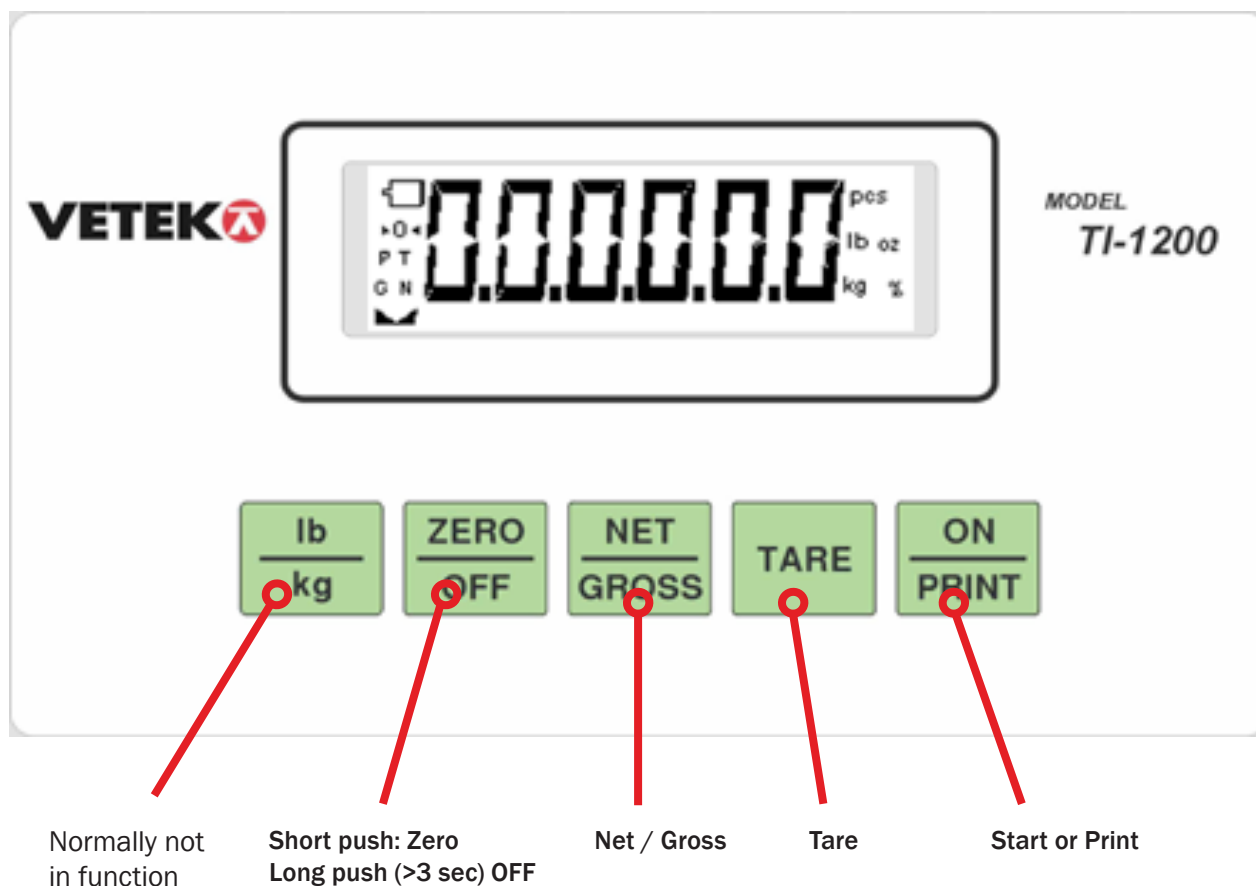 VETEK
MODEL
TI-1200
0.0.0.0.0.0
pcs
▸0◂
lb oz
P T
G N
kg %
lb
kg
ZERO
OFF
NET
GROSS
TARE
ON
PRINT
Normally not
in function
Short push: Zero
Long push (>3 sec) OFF
Net / Gross
Tare
Start or Print